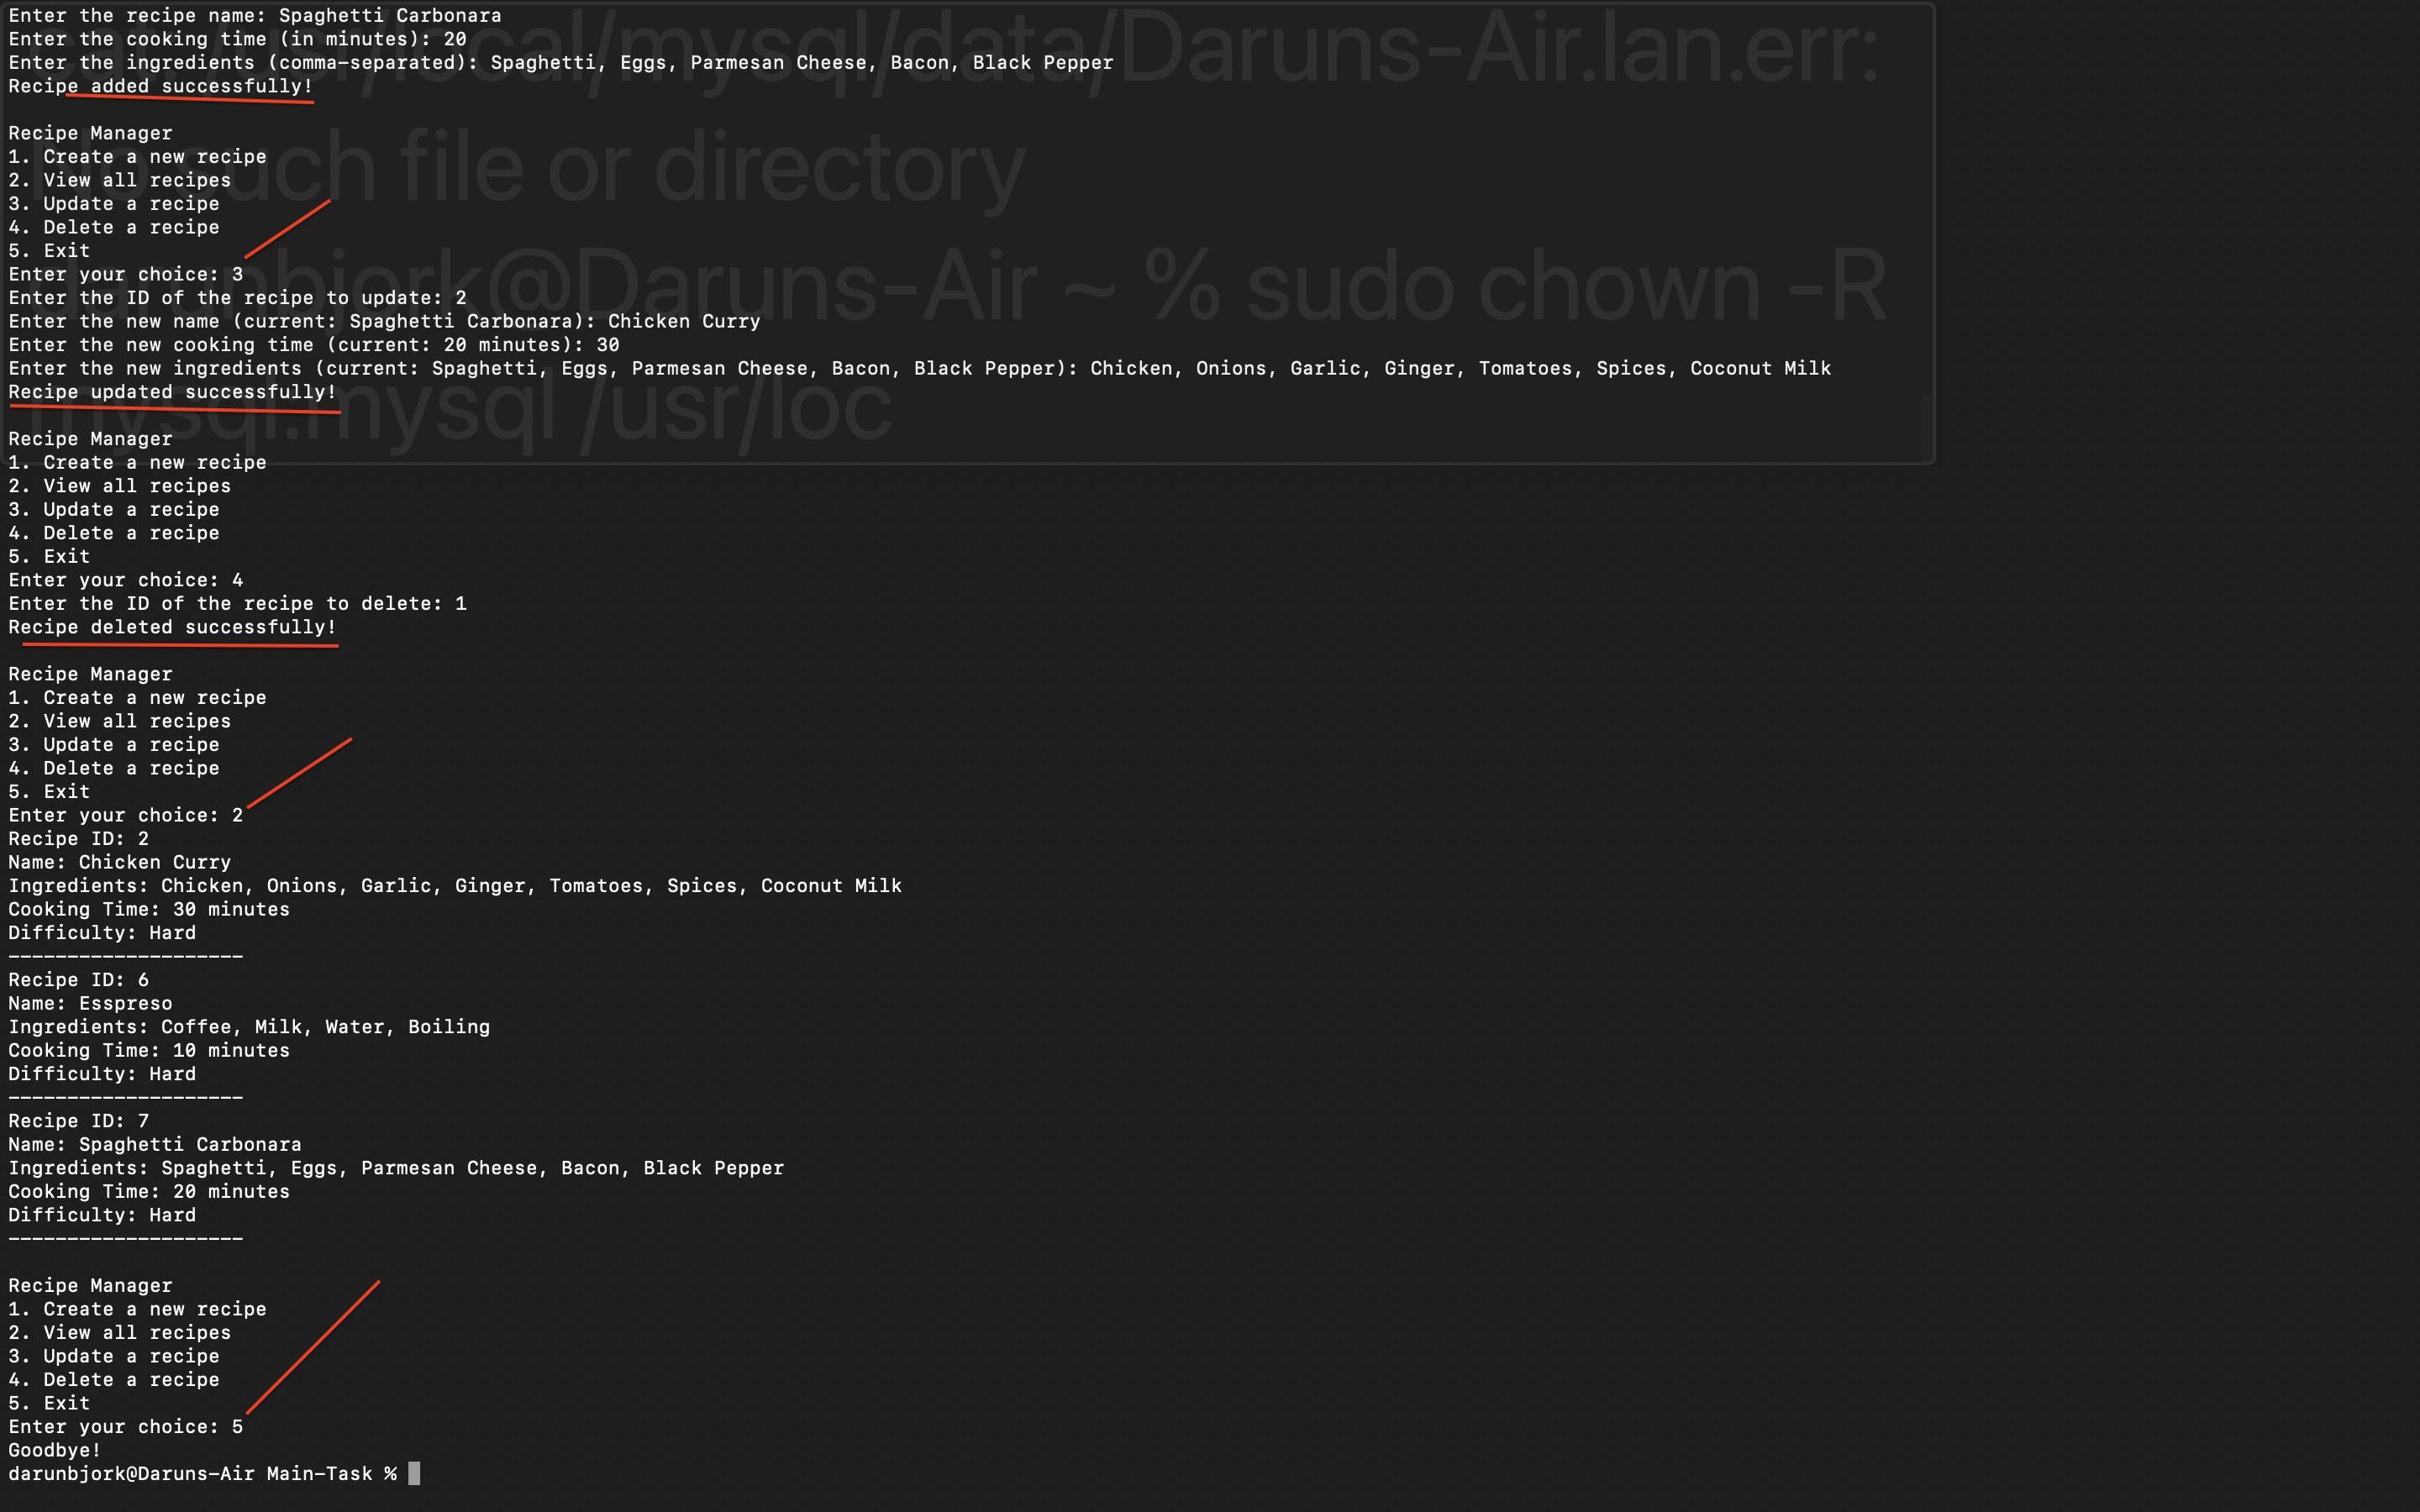 Enter the recipe name: Spaghetti Carbonara
Enter the cooking time (in minutes): 20
Enter the ingredients (comma-separated): Spaghetti, Eggs, Parmesan Cheese, Bacon, Black Pepper
Recipe added successfully!
Recipe Manager
1. Create a new recipe
2. View all recipes
3. Update a recipe
4. Delete a recipe
5. Exit
Enter your choice: 3
Enter the ID of the recipe to update: 2
Enter the new name (current: Spaghetti Carbonara): Chicken Curry
Enter the new cooking time (current: 20 minutes): 30
Enter the new ingredients (current: Spaghetti, Eggs, Parmesan Cheese, Bacon, Black Pepper): Chicken, Onions, Garlic, Ginger, Tomatoes, Spices, Coconut Milk
Recipe updated successfully!
Recipe Manager
1. Create a new recipe
2. View all recipes
3. Update a recipe
4. Delete a recipe
5. Exit
Enter your choice: 4
Enter the ID of the recipe to delete: 1
Recipe deleted successfully!
Recipe Manager
1. Create a new recipe
2. View all recipes
3. Update a recipe
4. Delete a recipe
5. Exit
Enter your choice: 2
Recipe ID: 2
Name: Chicken Curry
Ingredients: Chicken, Onions, Garlic, Ginger, Tomatoes, Spices, Coconut Milk
Cooking Time: 30 minutes
Difficulty: Hard
--------------------
Recipe ID: 6
Name: Esspreso
Ingredients: Coffee, Milk, Water, Boiling
Cooking Time: 10 minutes
Difficulty: Hard
--------------------
Recipe ID: 7
Name: Spaghetti Carbonara
Ingredients: Spaghetti, Eggs, Parmesan Cheese, Bacon, Black Pepper
Cooking Time: 20 minutes
Difficulty: Hard
--------------------
Recipe Manager
1. Create a new recipe
2. View all recipes
3. Update a recipe
4. Delete a recipe
5. Exit
Enter your choice: 5
Goodbye!
darunbjork@Daruns-Air Main-Task %
/usr/local/mysql/data/Daruns-Air.lan.err:
No such file or directory
darunbjork@Daruns-Air ~ % sudo chown -R
mysql:mysql /usr/loc